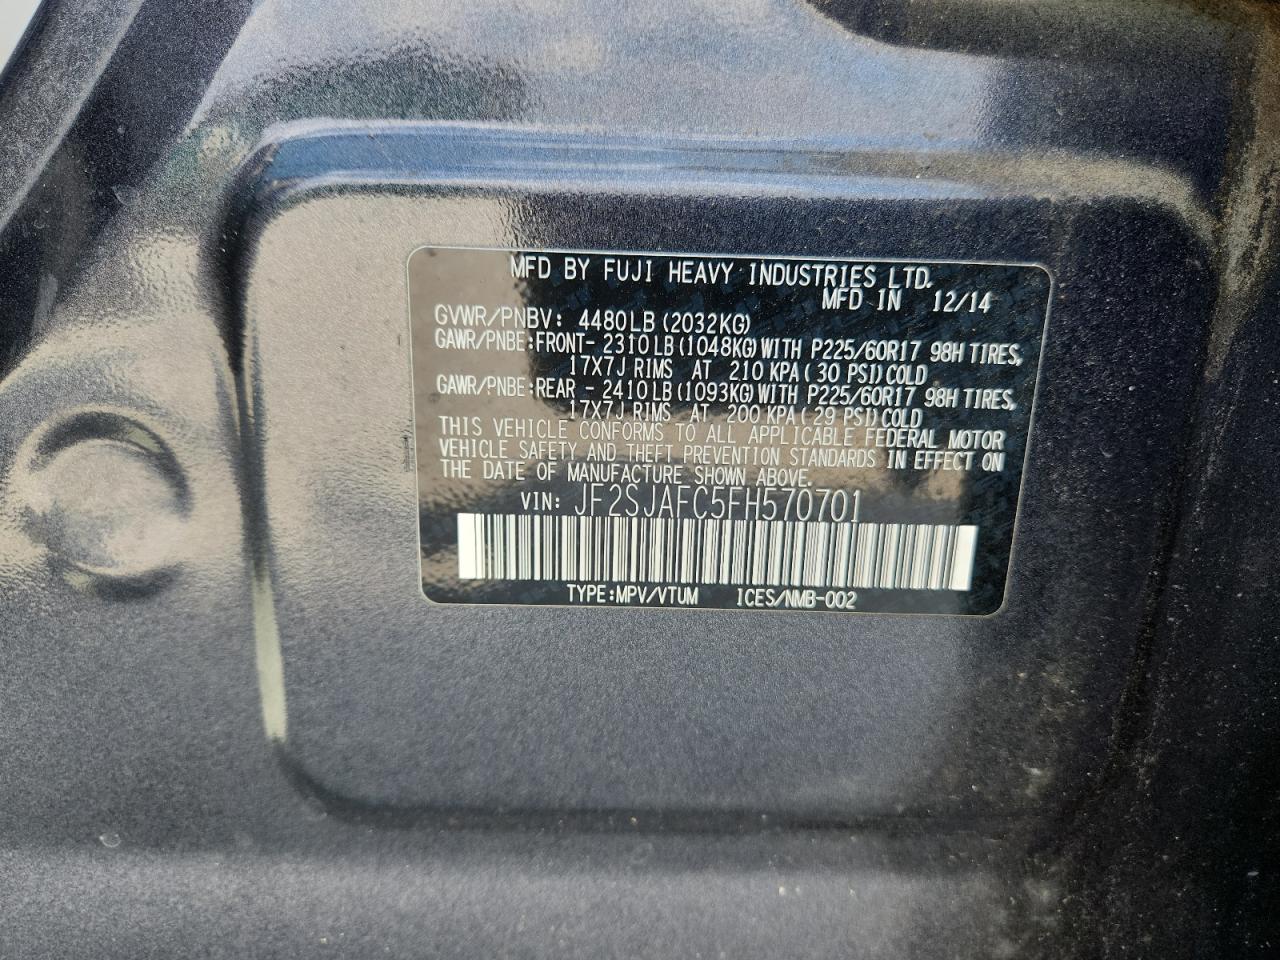 MFD BY FUJI HEAVY INDUSTRIES LTD.
MFD IN 12/14
GVWR/PNBV: 4480LB (2032KG)
GAWR/PNBE:FRONT- 2310LB(1048KG)WITH P225/60R17 98H TIRES,
17X7J RIMS AT 210 KPA(30 PSI)COLD
GAWR/PNBE:REAR - 2410LB(1093KG)WITH P225/60R17 98H TIRES,
17X7J RIMS AT 200 KPA(29 PSI)COLD
THIS VEHICLE CONFORMS TO ALL APPLICABLE FEDERAL MOTOR
VEHICLE SAFETY AND THEFT PREVENTION STANDARDS IN EFFECT ON
THE DATE OF MANUFACTURE SHOWN ABOVE.
VIN: JF2SJAFC5FH570701
TYPE:MPV/VTUM ICES/NMB-002